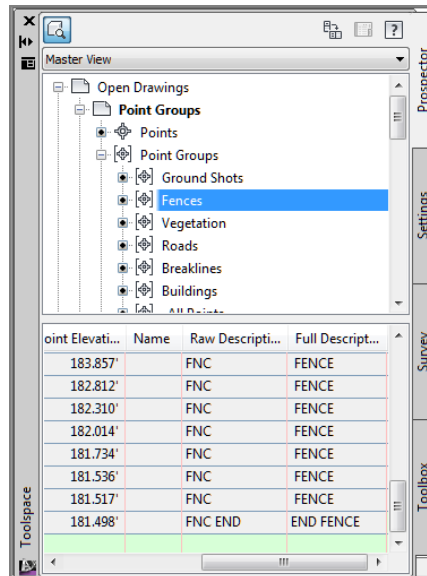 Master View
Open Drawings
Point Groups
Points
Point Groups
Ground Shots
Fences
Vegetation
Roads
Breaklines
Buildings
All Points
oint Elevati... Name Raw Descripti... Full Descript...
183.857' FNC FENCE
182.812' FNC FENCE
182.310' FNC FENCE
182.014' FNC FENCE
181.734' FNC FENCE
181.536' FNC FENCE
181.517' FNC FENCE
181.498' FNC END END FENCE
Toolspace
Prospector
Settings
Survey
Toolbox